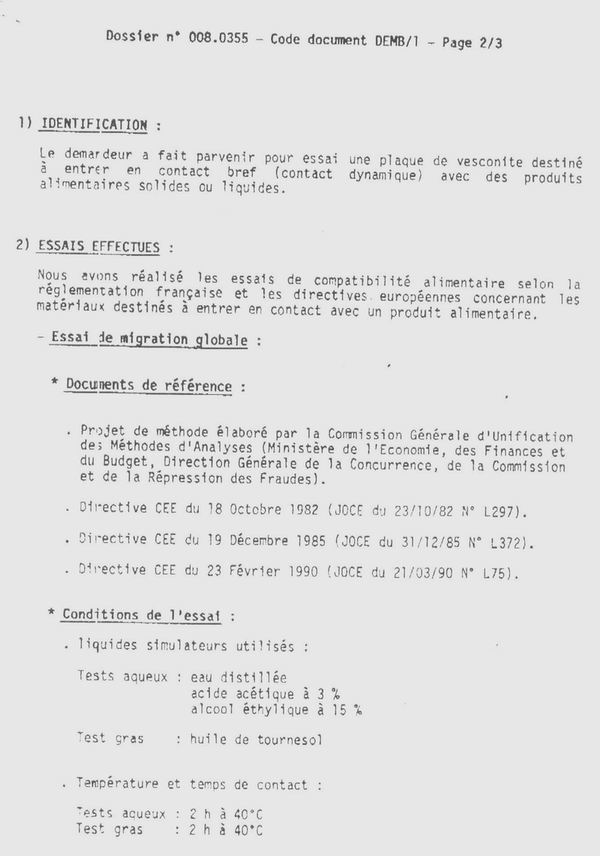 Dossier n° 008.0355 - Code document DEMB/1 - Page 2/3
1) IDENTIFICATION :
Le demardeur a fait parvenir pour essai une plaque de vesconite destiné
à entrer en contact bref (contact dynamique) avec des produits
alimentaires solides ou liquides.
2) ESSAIS EFFECTUES :
Nous avons réalisé les essais de compatibilité alimentaire selon la
réglementation française et les directives européennes concernant les
matériaux destinés à entrer en contact avec un produit alimentaire.
- Essai de migration globale :
* Documents de référence :
. Projet de méthode élaboré par la Commission Générale d'Unification
des Méthodes d'Analyses (Ministère de l'Economie, des Finances et
du Budget, Direction Générale de la Concurrence, de la Commission
et de la Répression des Fraudes).
. Directive CEE du 18 Octobre 1982 (JOCE du 23/10/82 N° L297).
. Directive CEE du 19 Décembre 1985 (JOCE du 31/12/85 N° L372).
. Directive CEE du 23 Février 1990 (JOCE du 21/03/90 N° L75).
* Conditions de l'essai :
. liquides simulateurs utilisés :
Tests aqueux : eau distillée
acide acétique à 3 %
alcool éthylique à 15 %
Test gras : huile de tournesol
. Température et temps de contact :
Tests aqueux : 2 h à 40°C
Test gras : 2 h à 40°C